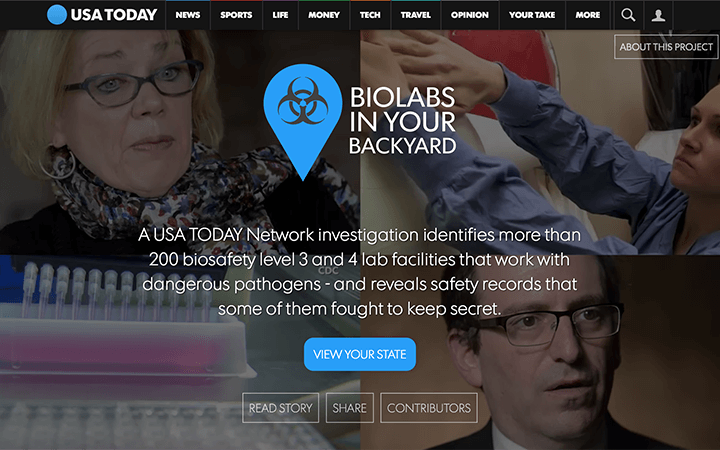 USA TODAY NEWS SPORTS LIFE MONEY TECH TRAVEL OPINION YOUR TAKE MORE
ABOUT THIS PROJECT
BIOLABS
IN YOUR
BACKYARD
A USA TODAY Network investigation identifies more than
200 biosafety level 3 and 4 lab facilities that work with
CDC
dangerous pathogens - and reveals safety records that
some of them fought to keep secret.
VIEW YOUR STATE
READ STORY SHARE CONTRIBUTORS